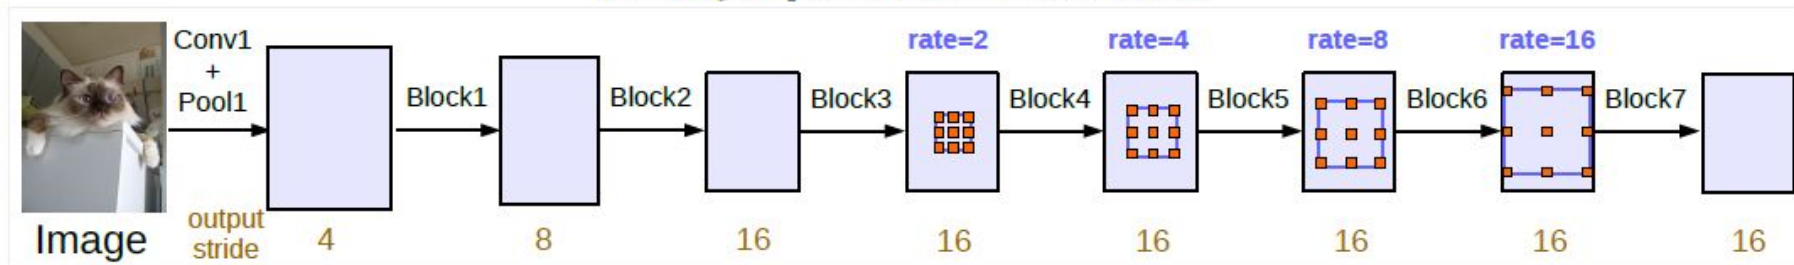 rate=2 rate=4 rate=8 rate=16
Conv1
+
Pool1
Block1 Block2 Block3 Block4 Block5 Block6 Block7
Image
output
stride
4 8 16 16 16 16 16 16